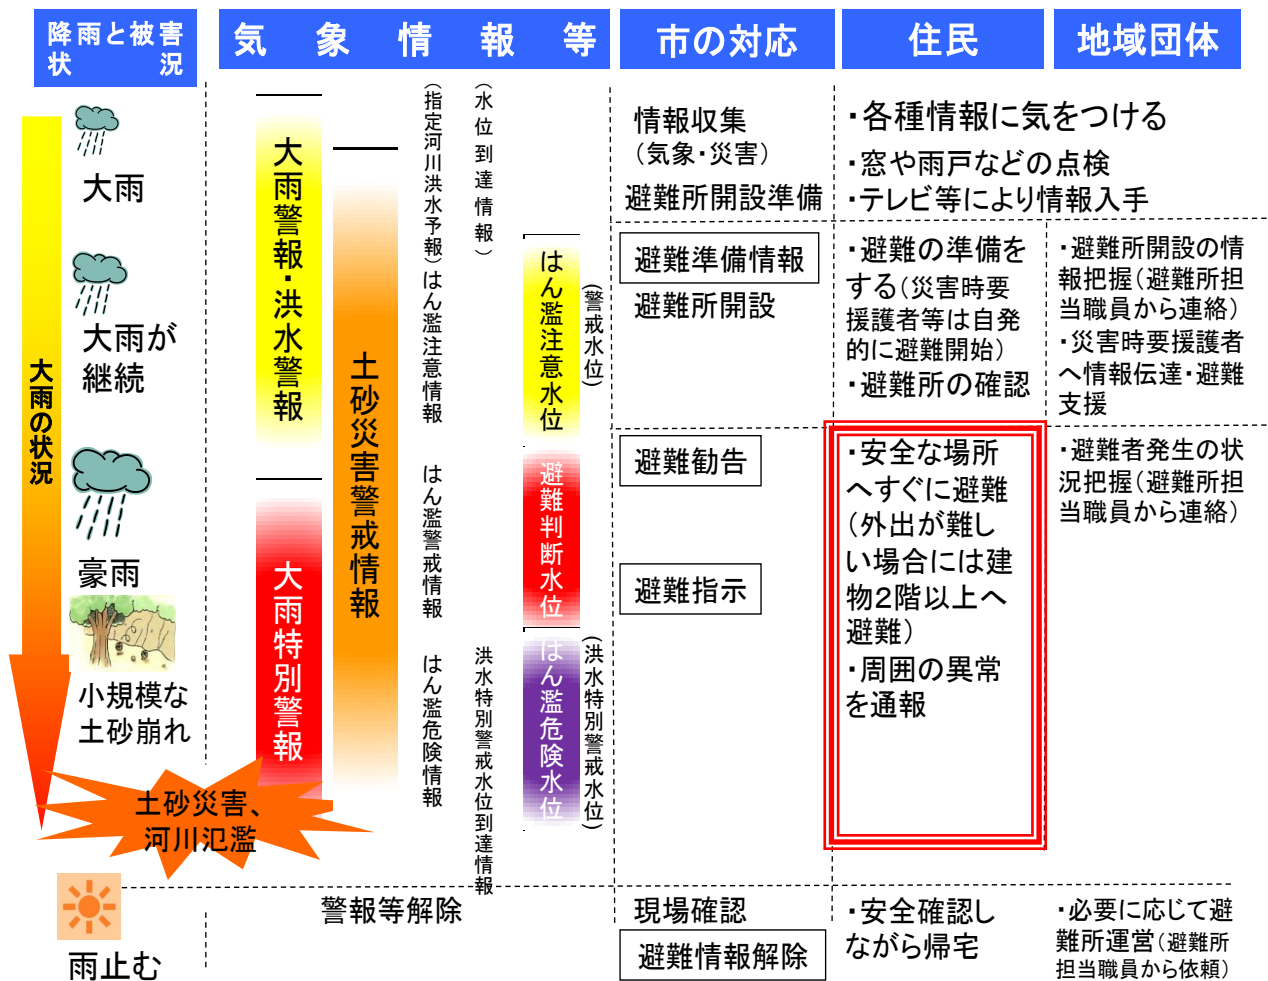 降雨と被害
状況
気象情報等
市の対応
住民
地域団体
大雨の状況
大雨
大雨が
継続
豪雨
小規模な
土砂崩れ
土砂災害、
河川氾濫
雨止む
大雨警報・洪水警報
大雨特別警報
土砂災害警戒情報
（指定河川洪水予報）はん濫注意情報
はん濫警戒情報
はん濫危険情報
（水位到達情報）
洪水特別警戒水位到達情報
はん濫注意水位
（警戒水位）
避難判断水位
はん濫危険水位
（洪水特別警戒水位）
警報等解除
情報収集
（気象・災害）
避難所開設準備
避難準備情報
避難所開設
避難勧告
避難指示
現場確認
避難情報解除
・各種情報に気をつける
・窓や雨戸などの点検
・テレビ等により情報入手
・避難の準備を
する（災害時要
援護者等は自発
的に避難開始）
・避難所の確認
・安全な場所
へすぐに避難
（外出が難し
い場合には建
物２階以上へ
避難）
・周囲の異常
を通報
・安全確認し
ながら帰宅
・避難所開設の情
報把握（避難所担
当職員から連絡）
・災害時要援護者
へ情報伝達・避難
支援
・避難者発生の状
況把握（避難所担
当職員から連絡）
・必要に応じて避
難所運営（避難所
担当職員から依頼）